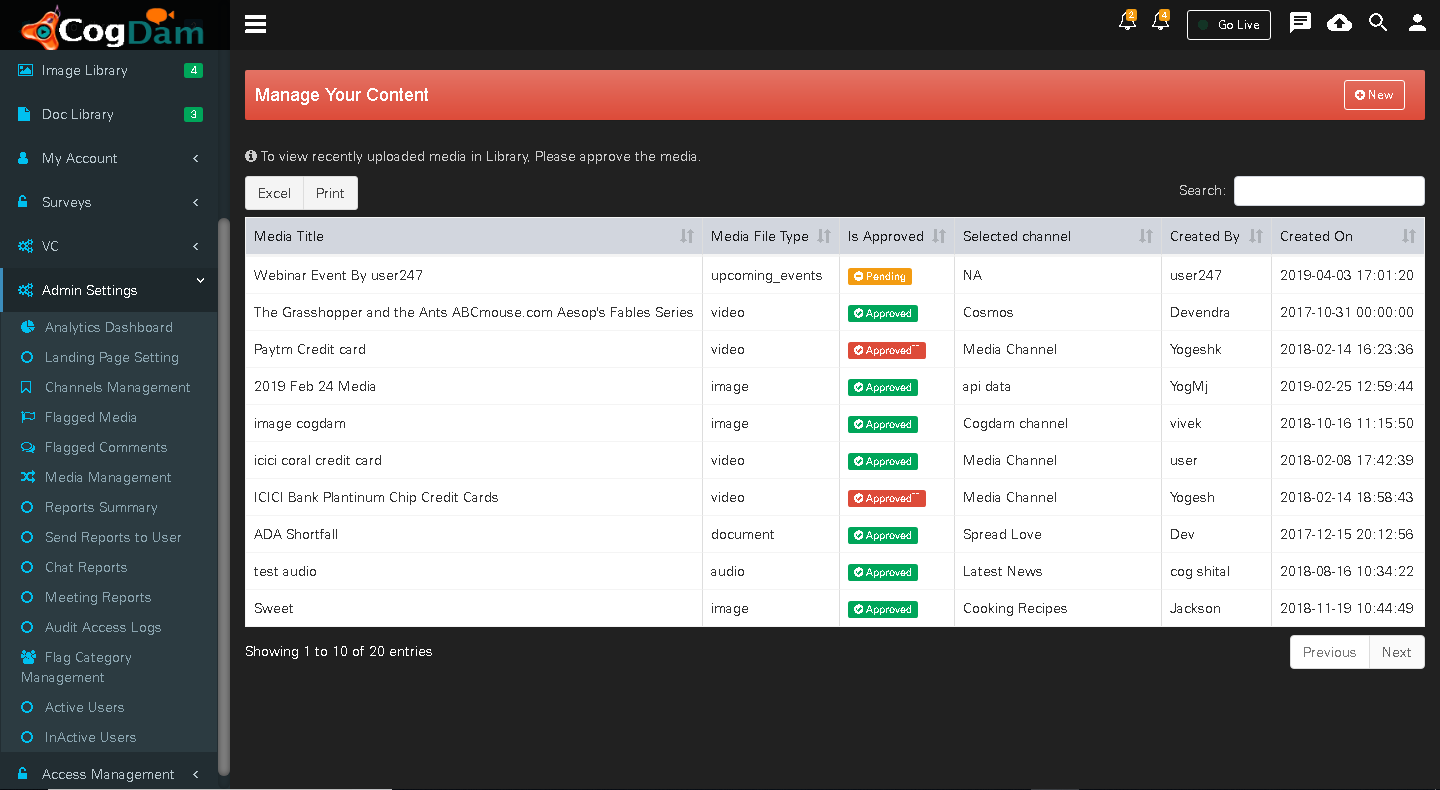 CogDam
2
4
Go Live
Image Library 4
Doc Library 3
My Account
Surveys
VC
Admin Settings
Analytics Dashboard
Landing Page Setting
Channels Management
Flagged Media
Flagged Comments
Media Management
Reports Summary
Send Reports to User
Chat Reports
Meeting Reports
Audit Access Logs
Flag Category
Management
Active Users
InActive Users
Access Management
Manage Your Content
New
To view recently uploaded media in Library, Please approve the media.
Excel Print
Search:
Media Title Media File Type Is Approved Selected channel Created By Created On
Webinar Event By user247 upcoming_events Pending NA user247 2019-04-03 17:01:20
The Grasshopper and the Ants ABCmouse.com Aesop's Fables Series video Approved Cosmos Devendra 2017-10-31 00:00:00
Paytm Credit card video Approved¯¯ Media Channel Yogeshk 2018-02-14 16:23:36
2019 Feb 24 Media image Approved api data YogMj 2019-02-25 12:59:44
image cogdam image Approved Cogdam channel vivek 2018-10-16 11:15:50
icici coral credit card video Approved Media Channel user 2018-02-08 17:42:39
ICICI Bank Plantinum Chip Credit Cards video Approved¯¯ Media Channel Yogesh 2018-02-14 18:58:43
ADA Shortfall document Approved Spread Love Dev 2017-12-15 20:12:56
test audio audio Approved Latest News cog shital 2018-08-16 10:34:22
Sweet image Approved Cooking Recipes Jackson 2018-11-19 10:44:49
Showing 1 to 10 of 20 entries
Previous Next